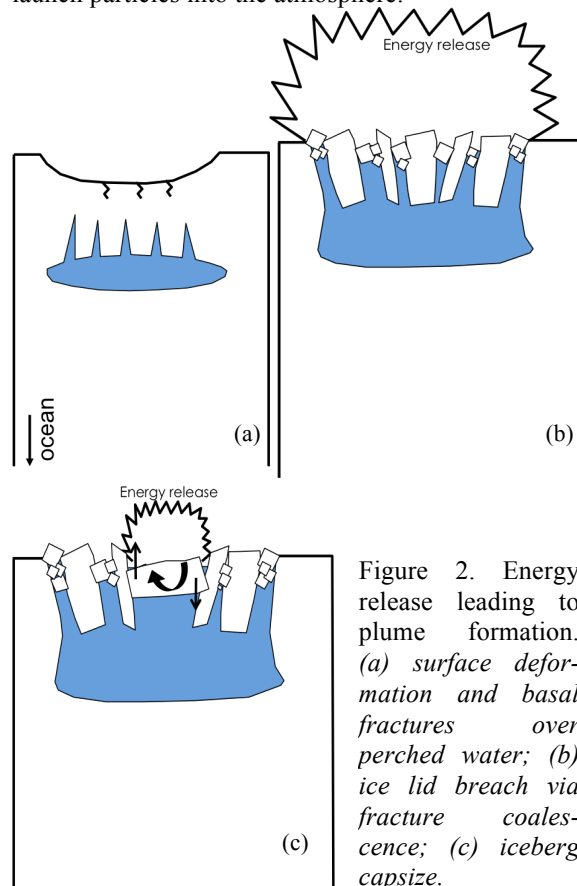 launch particles into the atmosphere.
Energy release
ocean
(a)
(b)
Energy release
(c)
Figure 2. Energy
release leading to
plume formation.
(a) surface defor-
mation and basal
fractures over
perched water; (b)
ice lid breach via
fracture coales-
cence; (c) iceberg
capsize.